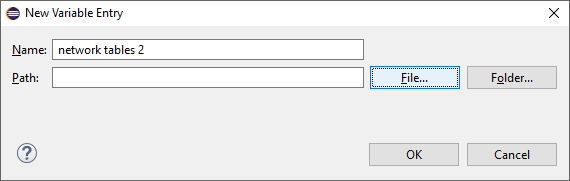 New Variable Entry
Name: network tables 2
Path: File... Folder...
? OK Cancel